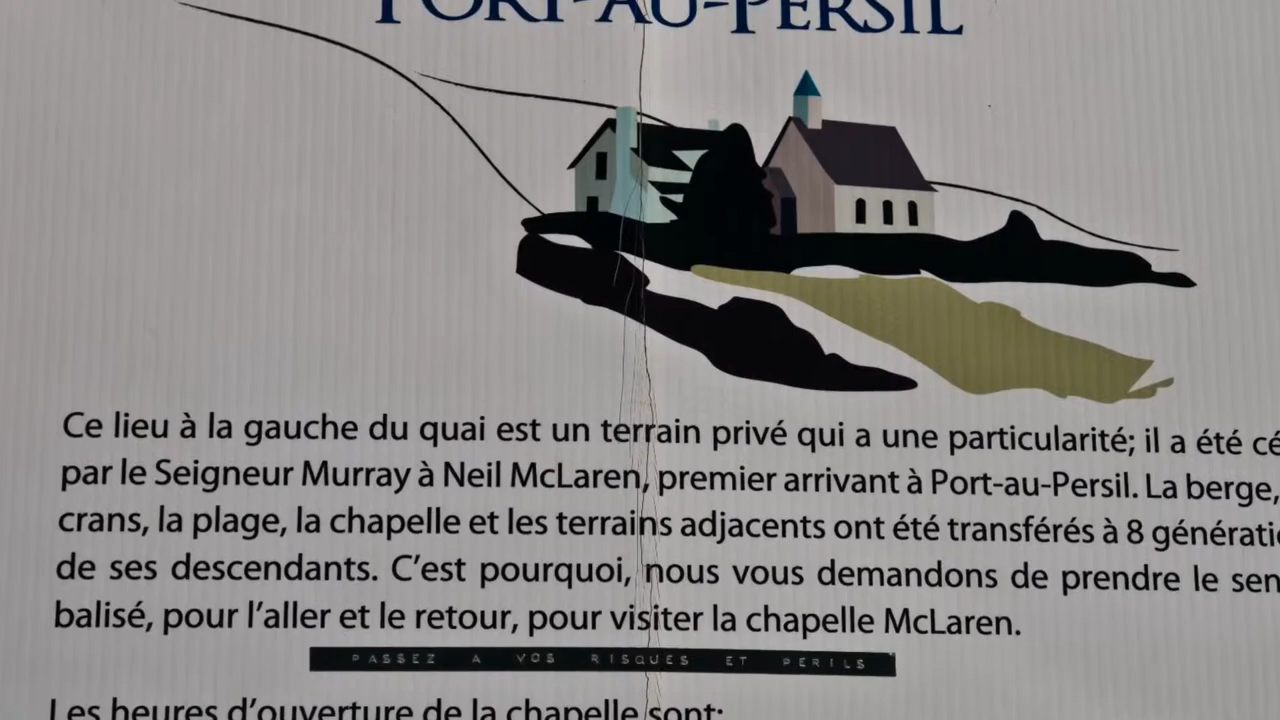 PORT-AU-PERSIL
Ce lieu à la gauche du quai est un terrain privé qui a une particularité; il a été cé
par le Seigneur Murray à Neil McLaren, premier arrivant à Port-au-Persil. La berge,
crans, la plage, la chapelle et les terrains adjacents ont été transférés à 8 générati
de ses descendants. C’est pourquoi, nous vous demandons de prendre le sen
balisé, pour l’aller et le retour, pour visiter la chapelle McLaren.
PASSEZ A VOS RISQUES ET PERILS
Les heures d’ouverture de la chapelle sont: